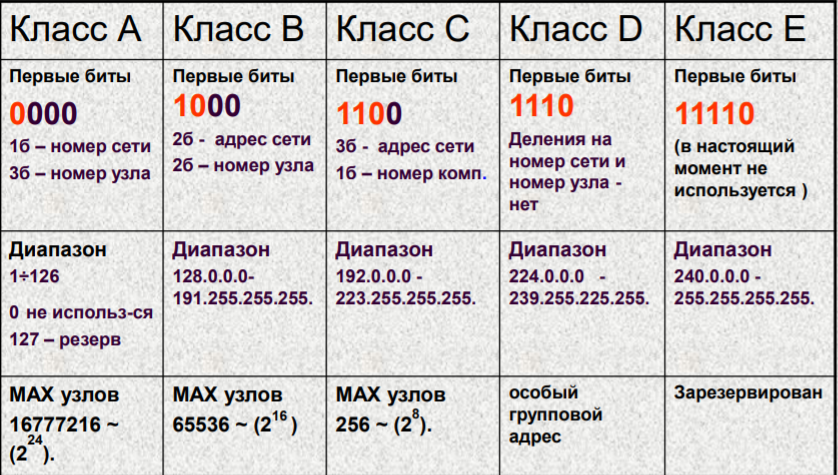 Класс A
Класс B
Класс C
Класс D
Класс E
Первые биты
0000
1б – номер сети
3б – номер узла
Первые биты
1000
2б - адрес сети
2б – номер узла
Первые биты
1100
3б - адрес сети
1б – номер комп.
Первые биты
1110
Деления на
номер сети и
номер узла -
нет
Первые биты
11110
(в настоящий
момент не
используется )
Диапазон
1÷126
0 не использ-ся
127 – резерв
Диапазон
128.0.0.0-
191.255.255.255.
Диапазон
192.0.0.0 -
223.255.255.255.
Диапазон
224.0.0.0 -
239.255.225.255.
Диапазон
240.0.0.0 -
255.255.255.255.
MAX узлов
16777216 ~
(2^24).
MAX узлов
65536 ~ (2^16 )
MAX узлов
256 ~ (2^8).
особый
групповой
адрес
Зарезервирован